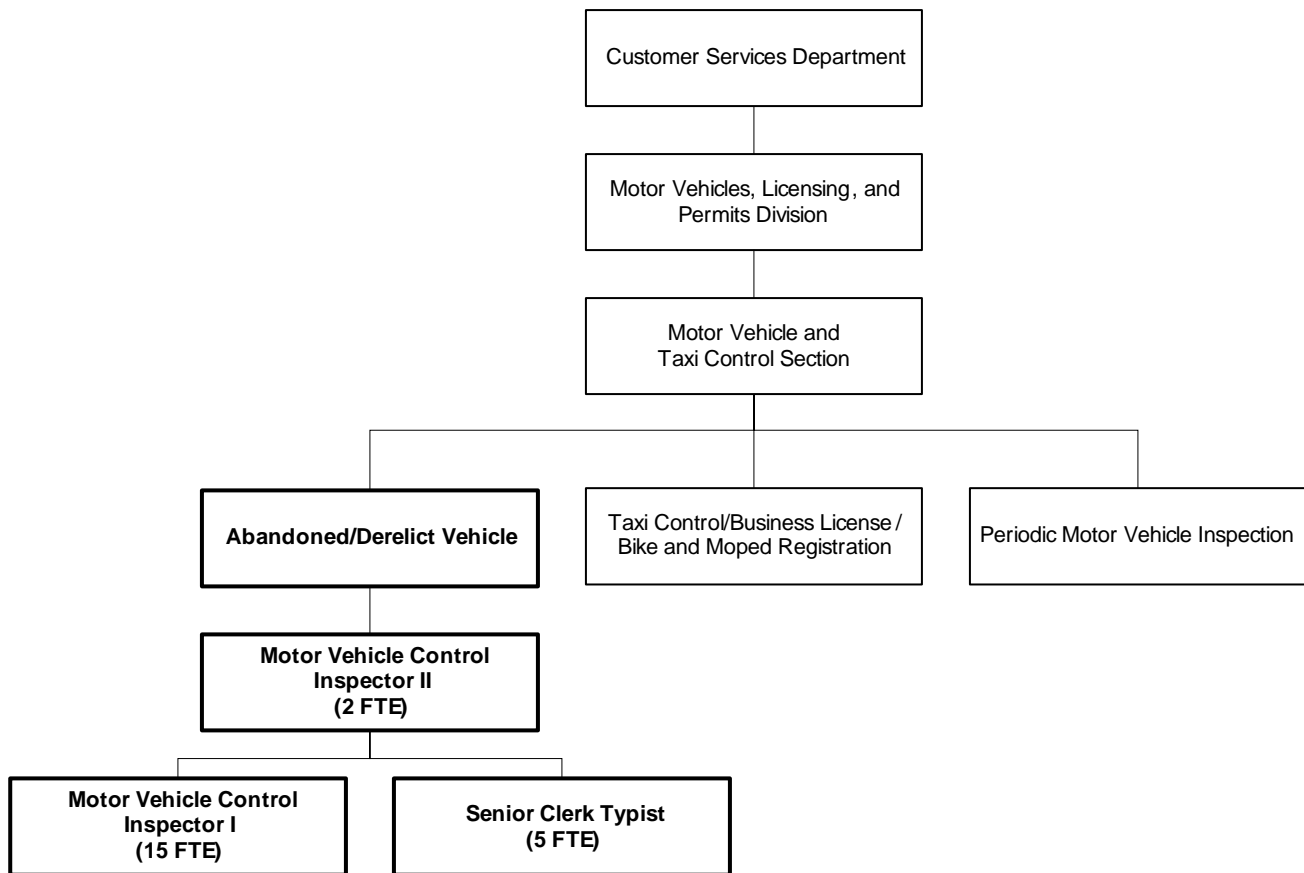 Customer Services Department
Motor Vehicles, Licensing, and
Permits Division
Motor Vehicle and
Taxi Control Section
Abandoned/Derelict Vehicle
Taxi Control/Business License /
Bike and Moped Registration
Periodic Motor Vehicle Inspection
Motor Vehicle Control
Inspector II
(2 FTE)
Motor Vehicle Control
Inspector I
(15 FTE)
Senior Clerk Typist
(5 FTE)